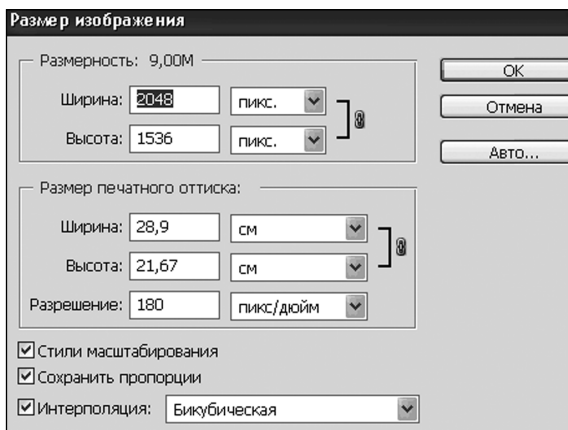 Размер изображения
Размерность: 9,00M
OK
Ширина: 2048 пикс.
Отмена
Высота: 1536 пикс.
Авто...
Размер печатного оттиска:
Ширина: 28,9 см
Высота: 21,67 см
Разрешение: 180 пикс/дюйм
Стили масштабирования
Сохранить пропорции
Интерполяция: Бикубическая